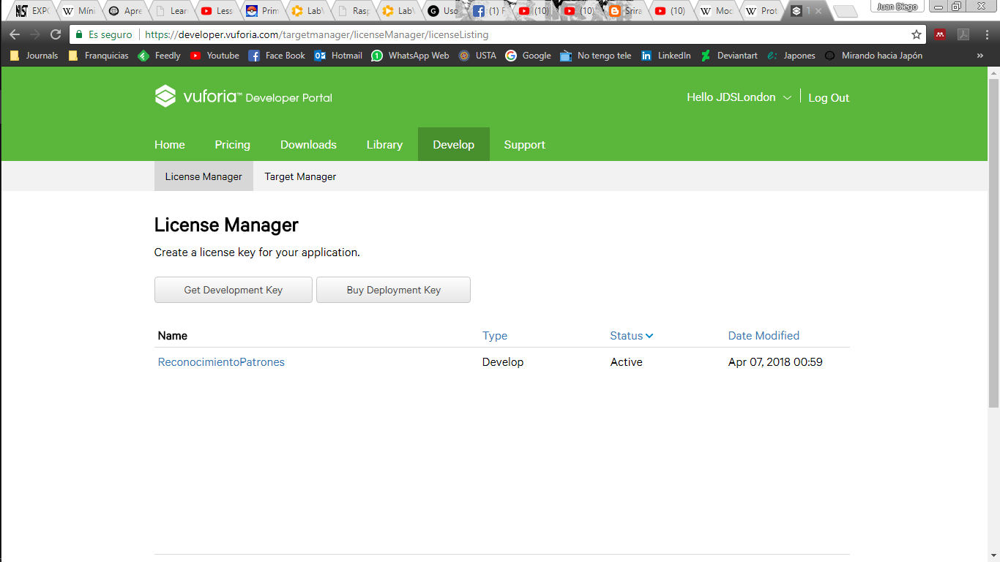 EXPO Míni Apre Learn Less Prim LabV Rasp LabV Uso (1) F (10) (10) Srira (10) Moc Prot Juan Diego
Es seguro https://developer.vuforia.com/targetmanager/licenseManager/licenseListing
Journals Franquicias Feedly Youtube Face Book Hotmail WhatsApp Web USTA Google No tengo tele LinkedIn Deviantart Japones Mirando hacia Japón »
vuforia™ Developer Portal Hello JDSLondon Log Out
Home Pricing Downloads Library Develop Support
License Manager Target Manager
License Manager
Create a license key for your application.
Get Development Key Buy Deployment Key
Name Type Status Date Modified
ReconocimientoPatrones Develop Active Apr 07, 2018 00:59